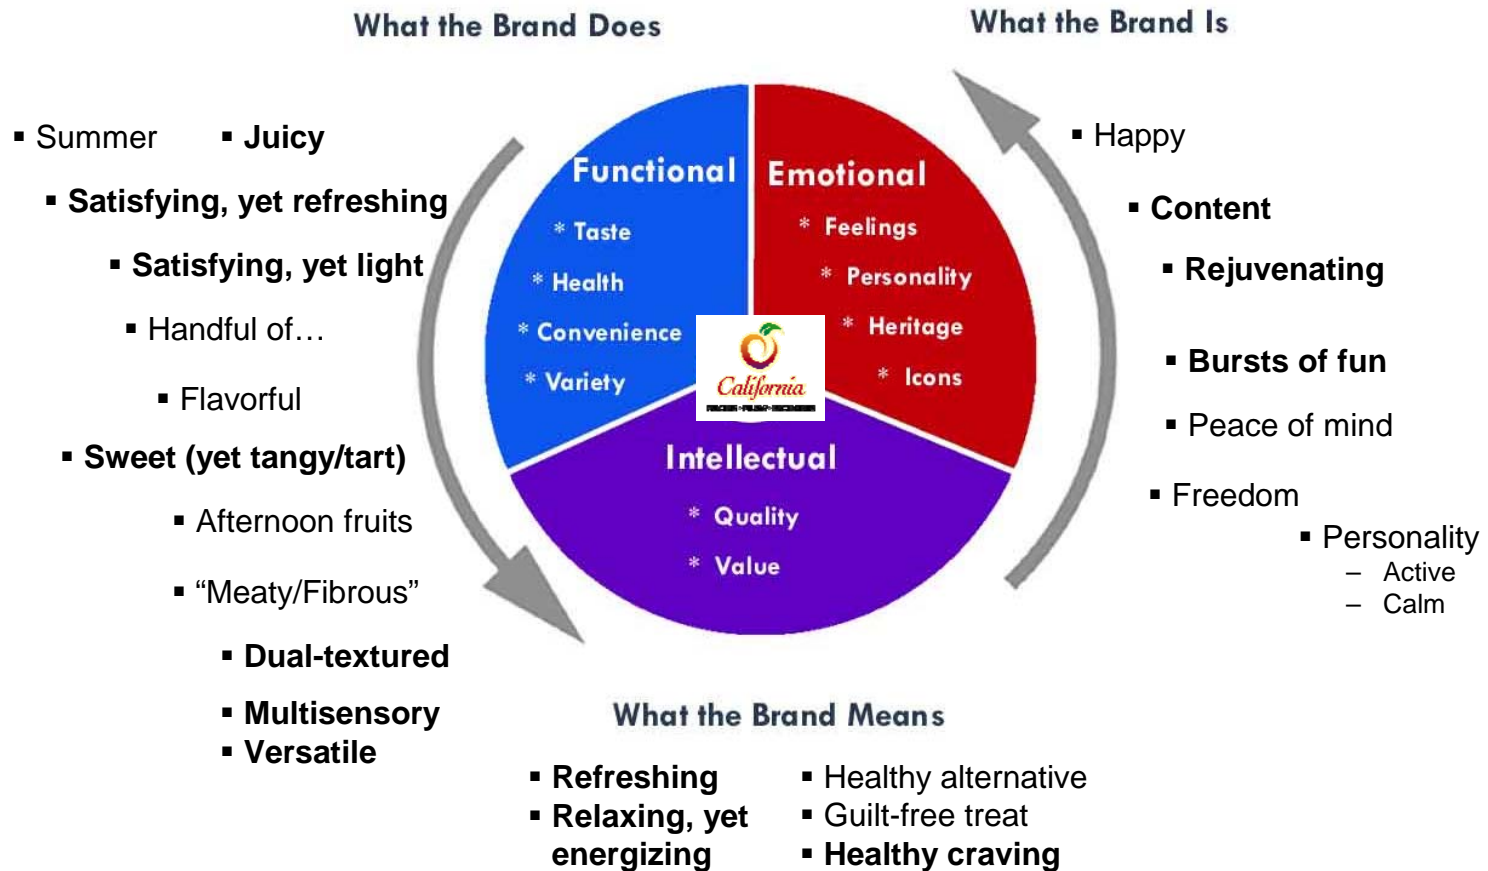 What the Brand Does
What the Brand Is
▪ Summer ▪ Juicy
▪ Satisfying, yet refreshing
▪ Satisfying, yet light
▪ Handful of…
▪ Flavorful
▪ Sweet (yet tangy/tart)
▪ Afternoon fruits
▪ “Meaty/Fibrous”
▪ Dual-textured
▪ Multisensory
▪ Versatile
Functional
* Taste
* Health
* Convenience
* Variety
Emotional
* Feelings
* Personality
* Heritage
* Icons
California
Intellectual
* Quality
* Value
▪ Happy
▪ Content
▪ Rejuvenating
▪ Bursts of fun
▪ Peace of mind
▪ Freedom
▪ Personality
– Active
– Calm
What the Brand Means
▪ Refreshing
▪ Relaxing, yet
energizing
▪ Healthy alternative
▪ Guilt-free treat
▪ Healthy craving